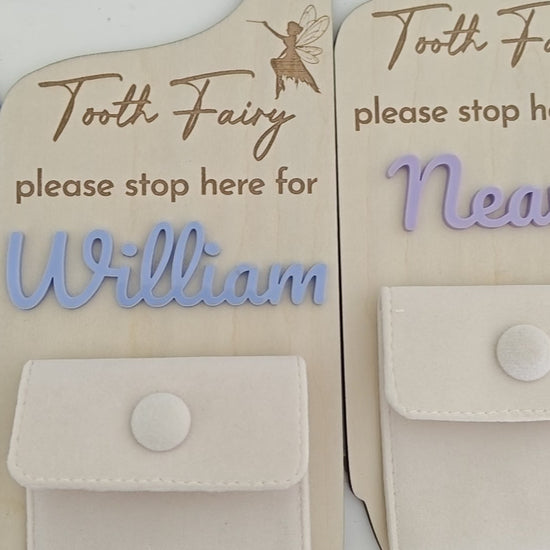 Tooth Fairy
please stop here for
William
Tooth
please stop